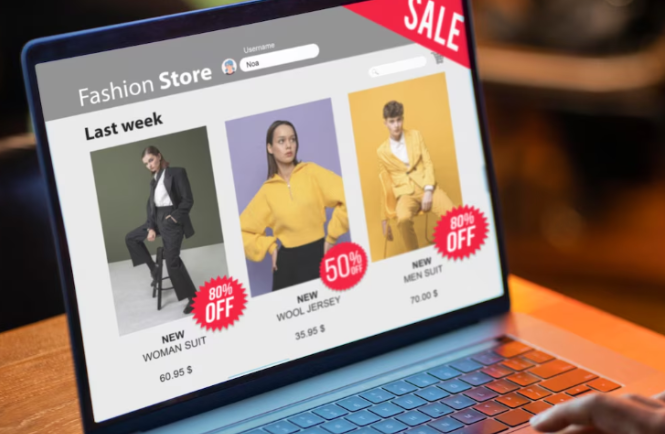 SALE
Username
Noa
Fashion Store
Last week
80%
OFF
NEW
WOMAN SUIT
60.95 $
50%
OFF
NEW
WOOL JERSEY
35.95 $
80%
OFF
NEW
MEN SUIT
70.00 $